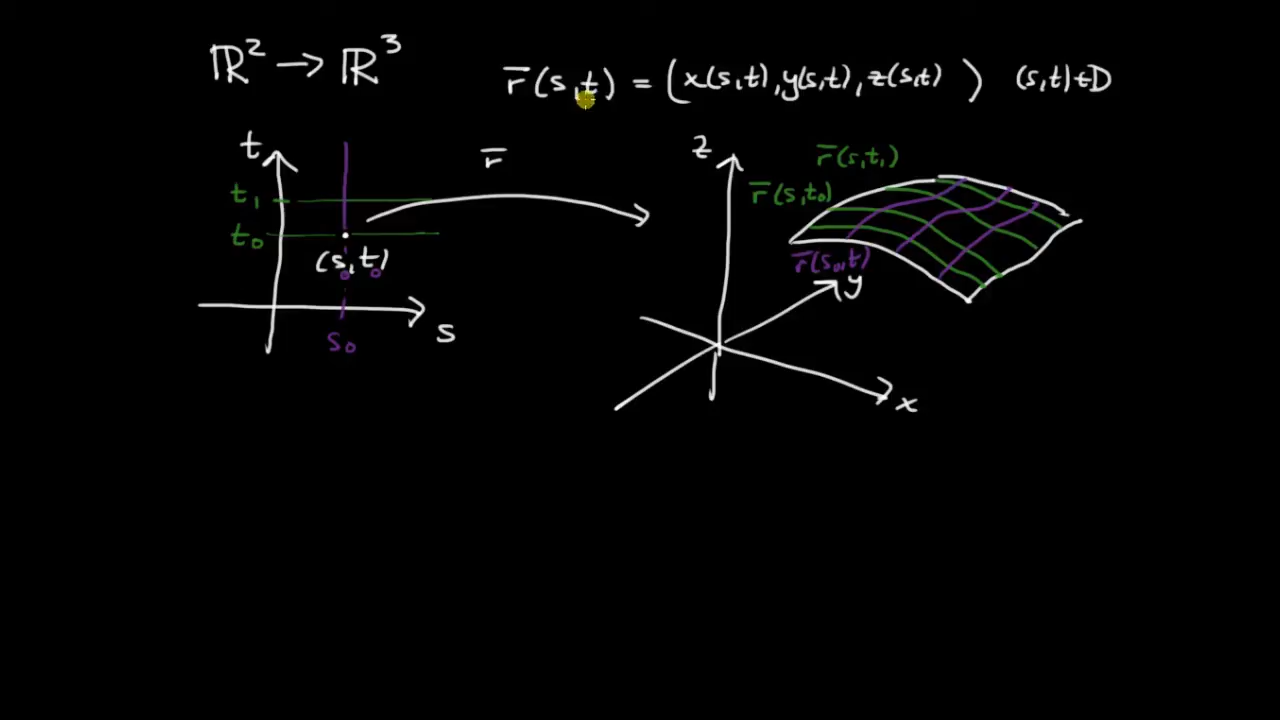 ℝ² → ℝ³
r̄(s,t) = (x(s,t), y(s,t), z(s,t)) (s,t)∈D
t
r̄
z
r̄(s,t₁)
t₁
r̄(s,t₀)
t₀
(s₀,t₀)
r̄(s₀,t)
y
s
s₀
x